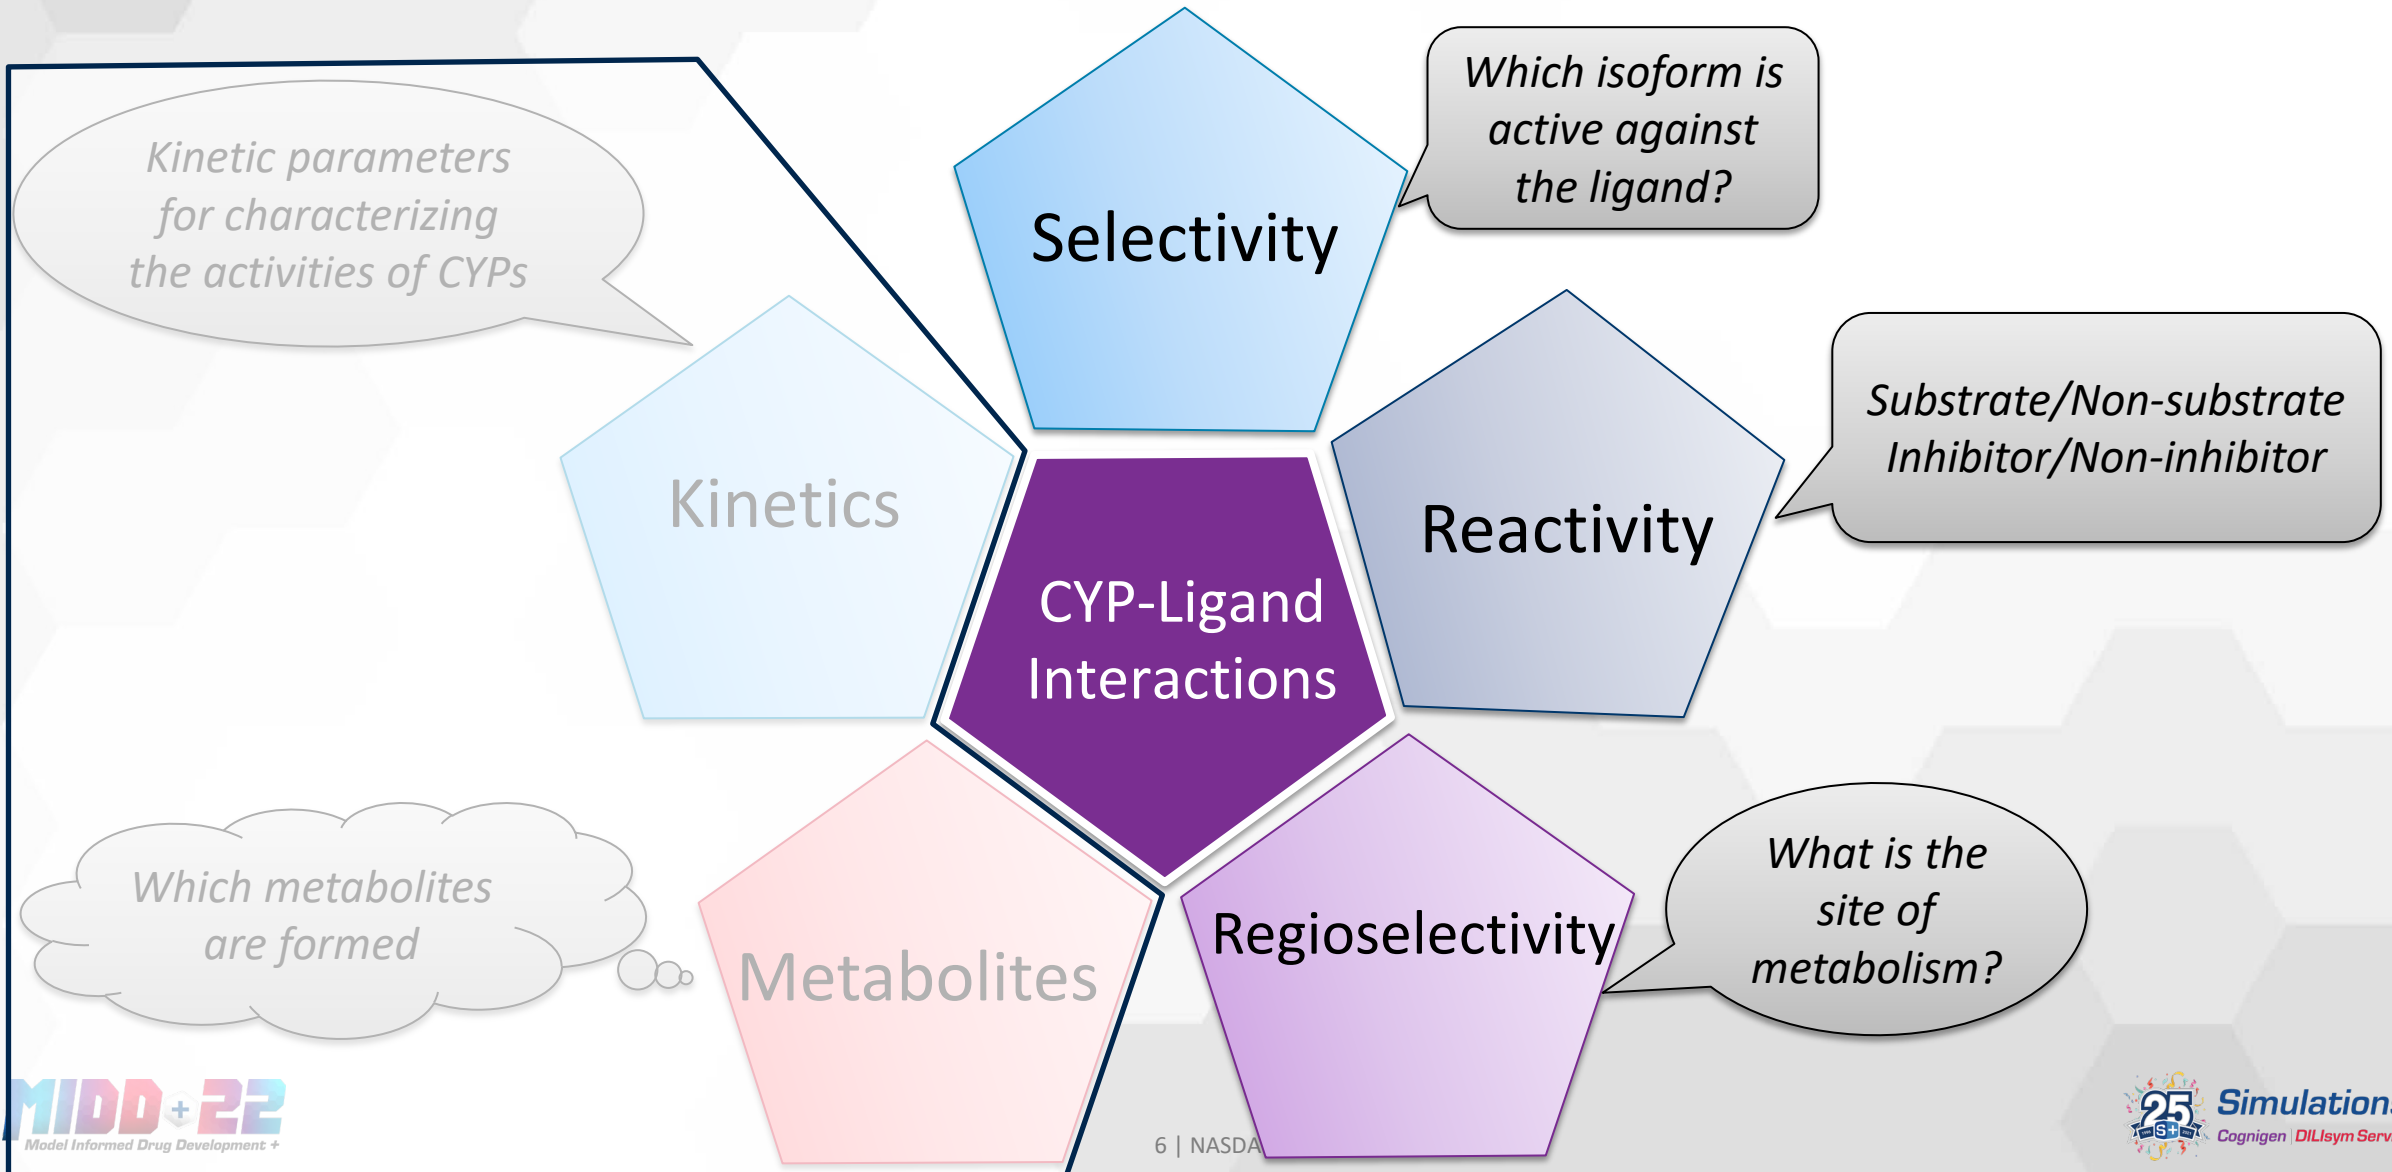 Kinetic parameters
for characterizing
the activities of CYPs
Selectivity
Which isoform is
active against
the ligand?
Kinetics
CYP-Ligand
Interactions
Reactivity
Substrate/Non-substrate
Inhibitor/Non-inhibitor
Which metabolites
are formed
Metabolites
Regioselectivity
What is the
site of
metabolism?
MIDD+22
Model Informed Drug Development +
6 | NASDA
25
S+
Simulations
Cognigen | DILIsym Serv